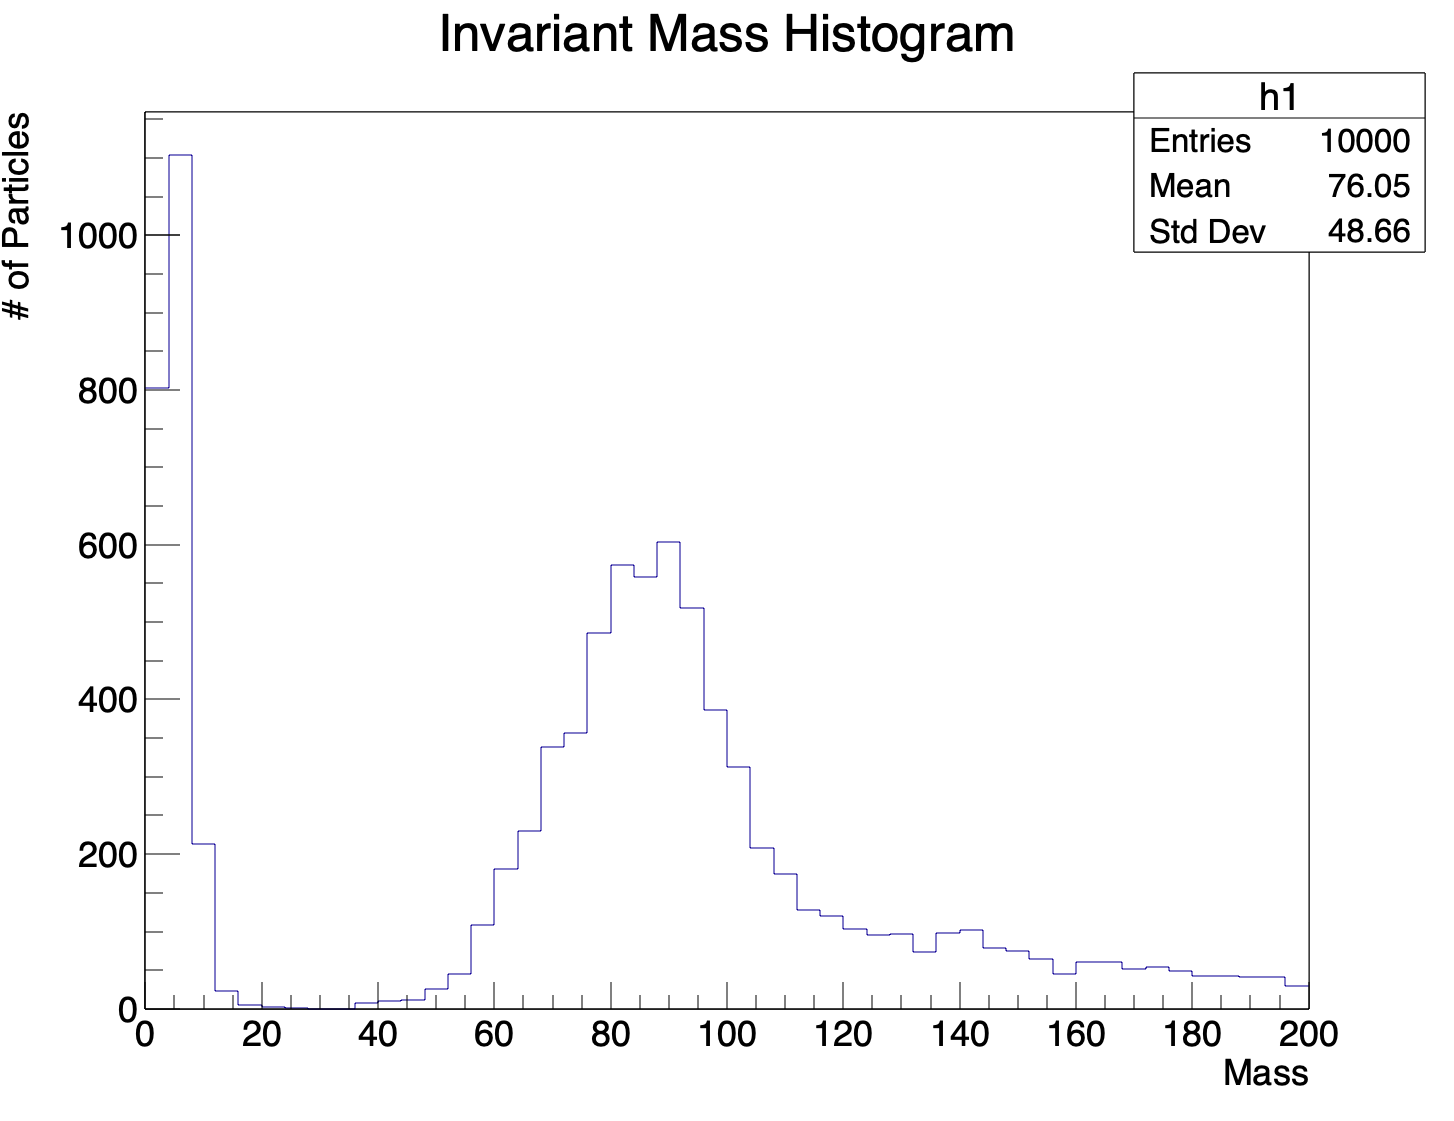 Invariant Mass Histogram
h1
Entries 10000
Mean 76.05
Std Dev 48.66
# of Particles
1000
800
600
400
200
0
0 20 40 60 80 100 120 140 160 180 200
Mass